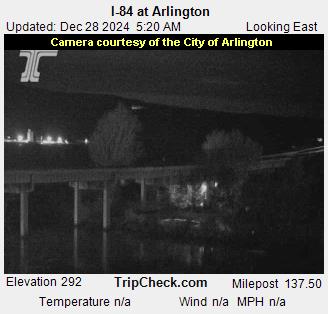 I-84 at Arlington
Updated: Dec 28 2024 5:20 AM Looking East
Camera courtesy of the City of Arlington
Elevation 292 TripCheck.com Milepost 137.50
Temperature n/a Wind n/a MPH n/a